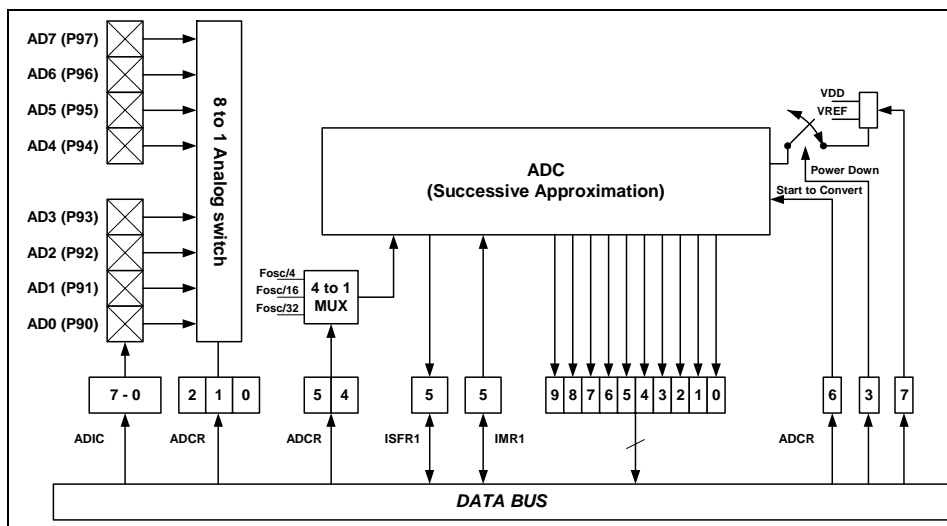 AD7 (P97)
AD6 (P96)
AD5 (P95)
AD4 (P94)
AD3 (P93)
AD2 (P92)
AD1 (P91)
AD0 (P90)
8 to 1 Analog switch
ADC
(Successive Approximation)
VDD
VREF
Power Down
Start to Convert
Fosc/4
Fosc/16
Fosc/32
4 to 1
MUX
7 - 0
2 1 0
5 4
5
5
9 8 7 6 5 4 3 2 1 0
6
3
7
ADIC
ADCR
ADCR
ISFR1
IMR1
ADCR
DATA BUS